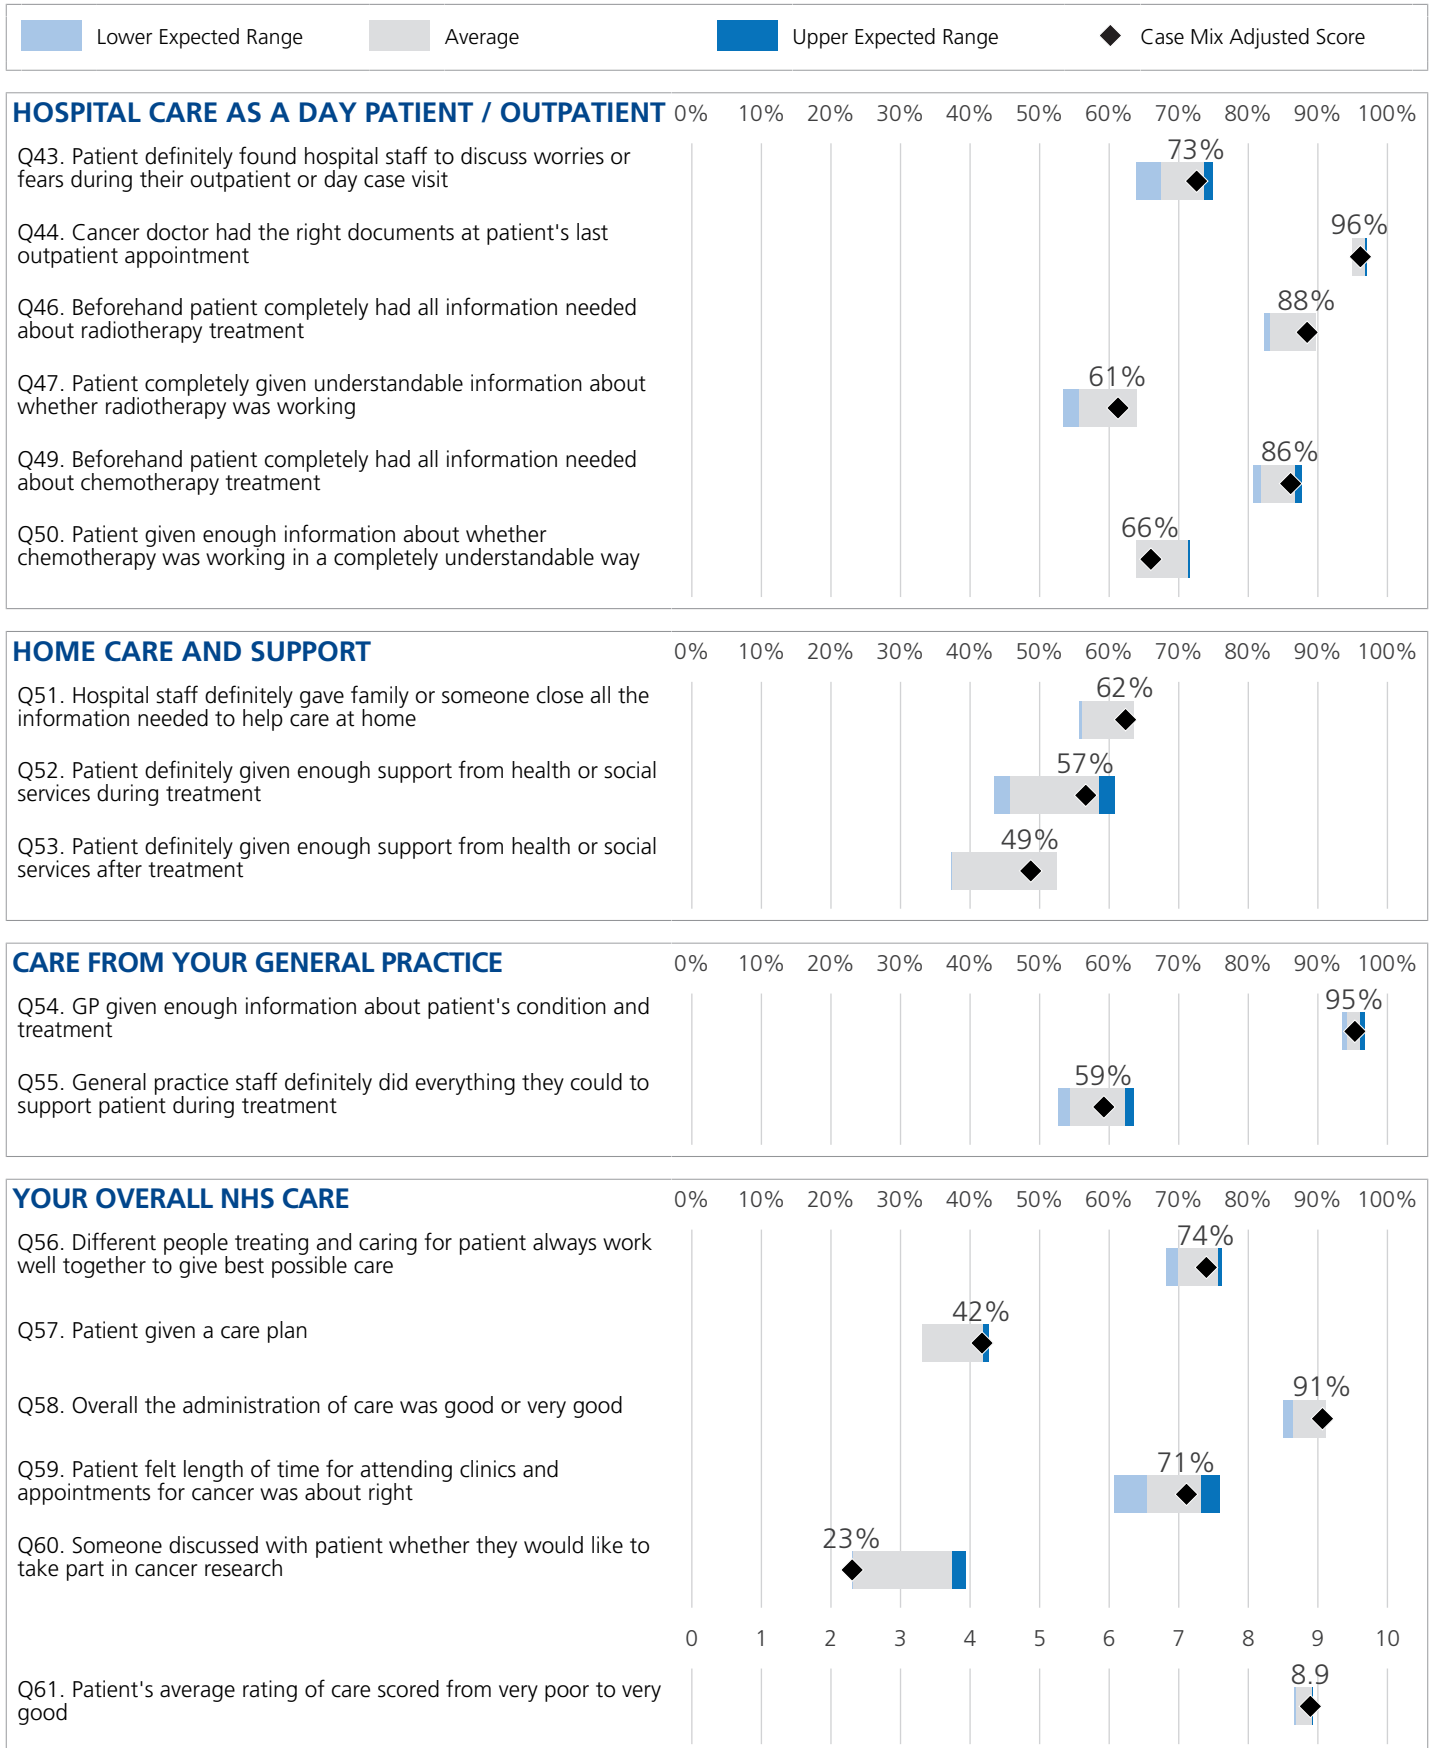 Lower Expected Range Average Upper Expected Range Case Mix Adjusted Score
HOSPITAL CARE AS A DAY PATIENT / OUTPATIENT 0% 10% 20% 30% 40% 50% 60% 70% 80% 90% 100%
Q43. Patient definitely found hospital staff to discuss worries or
fears during their outpatient or day case visit
73%
Q44. Cancer doctor had the right documents at patient's last
outpatient appointment
96%
Q46. Beforehand patient completely had all information needed
about radiotherapy treatment
88%
Q47. Patient completely given understandable information about
whether radiotherapy was working
61%
Q49. Beforehand patient completely had all information needed
about chemotherapy treatment
86%
Q50. Patient given enough information about whether
chemotherapy was working in a completely understandable way
66%
HOME CARE AND SUPPORT 0% 10% 20% 30% 40% 50% 60% 70% 80% 90% 100%
Q51. Hospital staff definitely gave family or someone close all the
information needed to help care at home
62%
Q52. Patient definitely given enough support from health or social
services during treatment
57%
Q53. Patient definitely given enough support from health or social
services after treatment
49%
CARE FROM YOUR GENERAL PRACTICE 0% 10% 20% 30% 40% 50% 60% 70% 80% 90% 100%
Q54. GP given enough information about patient's condition and
treatment
95%
Q55. General practice staff definitely did everything they could to
support patient during treatment
59%
YOUR OVERALL NHS CARE 0% 10% 20% 30% 40% 50% 60% 70% 80% 90% 100%
Q56. Different people treating and caring for patient always work
well together to give best possible care
74%
Q57. Patient given a care plan
42%
Q58. Overall the administration of care was good or very good
91%
Q59. Patient felt length of time for attending clinics and
appointments for cancer was about right
71%
Q60. Someone discussed with patient whether they would like to
take part in cancer research
23%
0 1 2 3 4 5 6 7 8 9 10
Q61. Patient's average rating of care scored from very poor to very
good
8.9